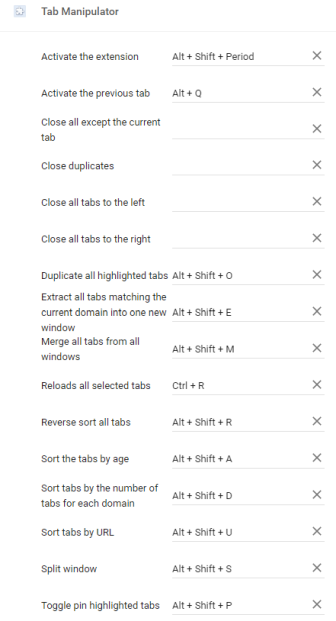 Tab Manipulator
Activate the extension Alt + Shift + Period
Activate the previous tab Alt + Q
Close all except the current
tab
Close duplicates
Close all tabs to the left
Close all tabs to the right
Duplicate all highlighted tabs Alt + Shift + O
Extract all tabs matching the
current domain into one new Alt + Shift + E
window
Merge all tabs from all
windows Alt + Shift + M
Reloads all selected tabs Ctrl + R
Reverse sort all tabs Alt + Shift + R
Sort the tabs by age Alt + Shift + A
Sort tabs by the number of
tabs for each domain Alt + Shift + D
Sort tabs by URL Alt + Shift + U
Split window Alt + Shift + S
Toggle pin highlighted tabs Alt + Shift + P